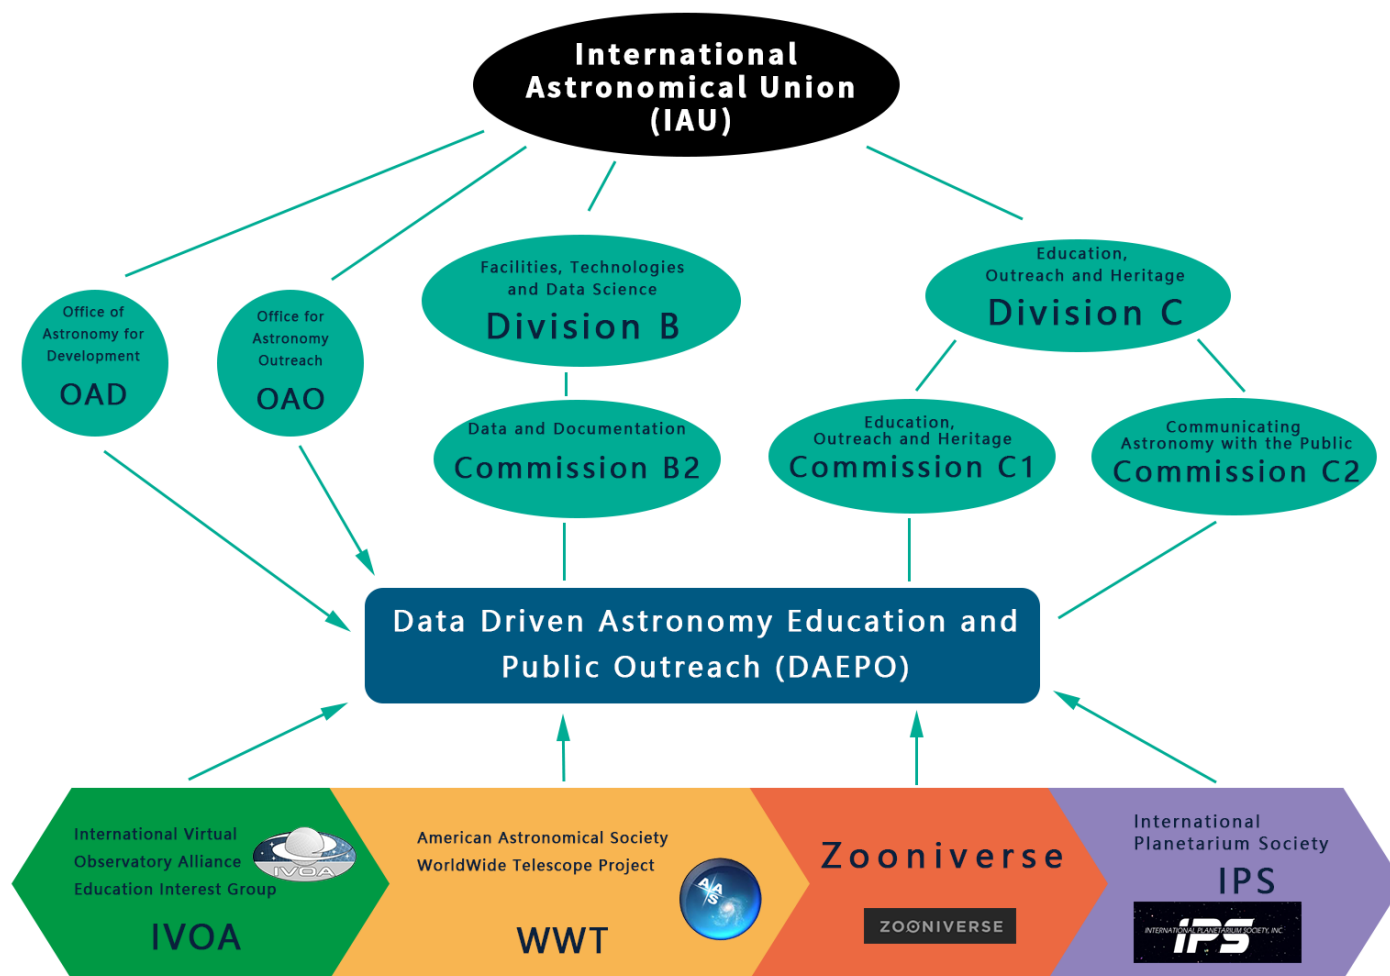 International
Astronomical Union
(IAU)
Office of
Astronomy for
Development
OAD
Office for
Astronomy
Outreach
OAO
Facilities, Technologies
and Data Science
Division B
Education,
Outreach and Heritage
Division C
Data and Documentation
Commission B2
Education,
Outreach and Heritage
Commission C1
Communicating
Astronomy with the Public
Commission C2
Data Driven Astronomy Education and
Public Outreach (DAEPO)
International Virtual
Observatory Alliance
Education Interest Group
IVOA
IVOA
American Astronomical Society
WorldWide Telescope Project
WWT
AAS
Zooniverse
ZOONIVERSE
International
Planetarium Society
IPS
INTERNATIONAL PLANETARIUM SOCIETY, INC.
iPS